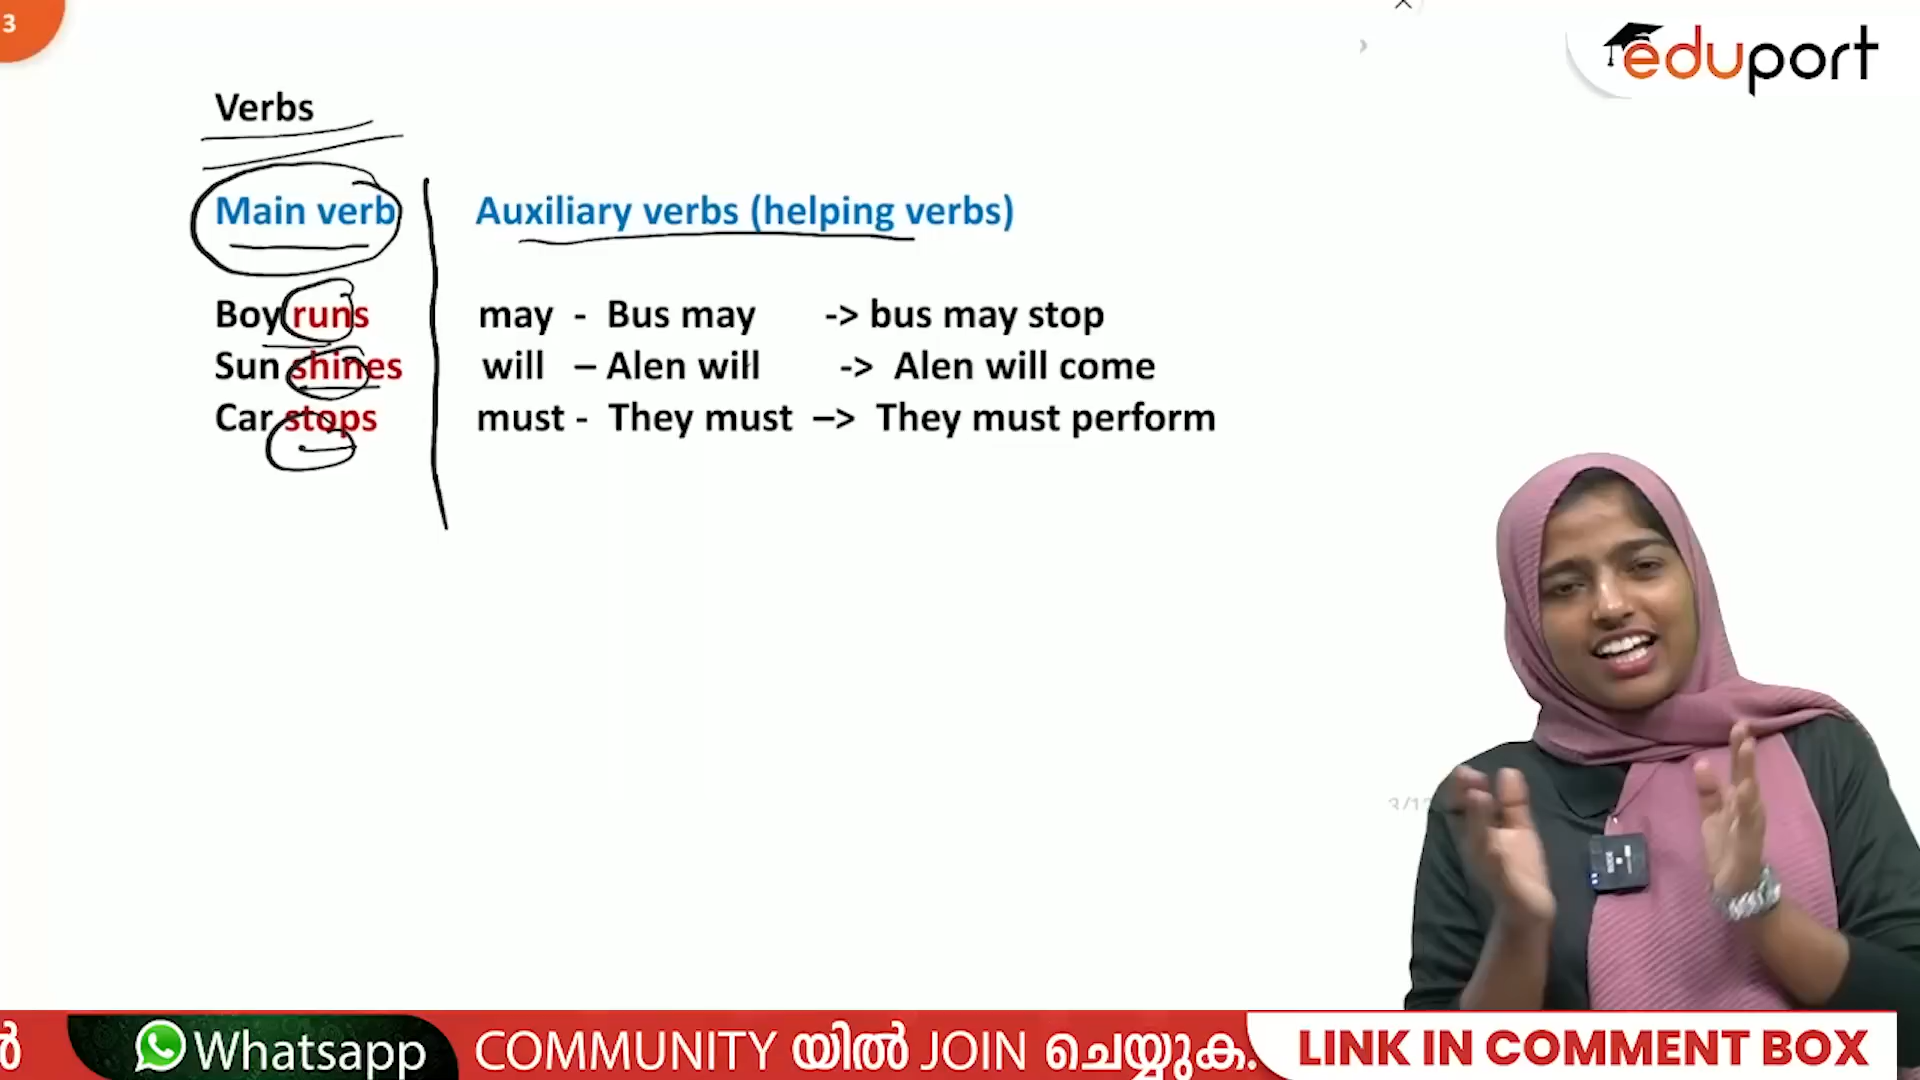 3
eduport
Verbs
Main verb
Auxiliary verbs (helping verbs)
Boy runs
may - Bus may -> bus may stop
Sun shines
will – Alen will -> Alen will come
Car stops
must - They must –> They must perform
ൽ
Whatsapp
COMMUNITY യിൽ JOIN ചെയ്യുക.
LINK IN COMMENT BOX